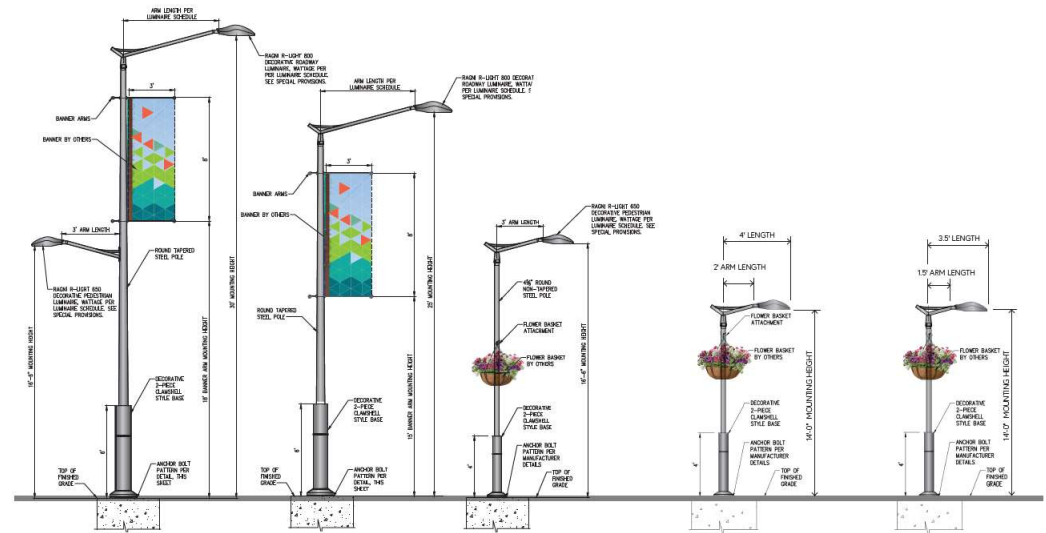 ARM LENGTH PER
LUMINAIRE SCHEDULE
RAGNI R-LIGHT 800
DECORATIVE ROADWAY
LUMINAIRE, WATTAGE PER
PER LUMINAIRE SCHEDULE.
SEE SPECIAL PROVISIONS.
3'
BANNER ARMS
BANNER BY OTHERS
8'
3' ARM LENGTH
ROUND TAPERED
STEEL POLE
RAGNI R-LIGHT 650
DECORATIVE PEDESTRIAN
LUMINAIRE, WATTAGE PER
LUMINAIRE SCHEDULE. SEE
SPECIAL PROVISIONS.
16'-6" MOUNTING HEIGHT
18' BANNER ARM MOUNTING HEIGHT
30' MOUNTING HEIGHT
DECORATIVE
2-PIECE
CLAMSHELL
STYLE BASE
6'
TOP OF
FINISHED
GRADE
ANCHOR BOLT
PATTERN PER
DETAIL, THIS
SHEET
ARM LENGTH PER
LUMINAIRE SCHEDULE
RAGNI R-LIGHT 800 DECORAT
ROADWAY LUMINAIRE, WATTA
PER LUMINAIRE SCHEDULE. S
SPECIAL PROVISIONS.
3'
BANNER ARMS
BANNER BY OTHERS
8'
ROUND TAPERED
STEEL POLE
15' BANNER ARM MOUNTING HEIGHT
25' MOUNTING HEIGHT
DECORATIVE
2-PIECE
CLAMSHELL
STYLE BASE
6'
TOP OF
FINISHED
GRADE
ANCHOR BOLT
PATTERN PER
DETAIL, THIS
SHEET
3' ARM LENGTH
RAGNI R-LIGHT 650
DECORATIVE PEDESTRIAN
LUMINAIRE, WATTAGE PER
LUMINAIRE SCHEDULE. SEE
SPECIAL PROVISIONS.
ROUND
NON-TAPERED
STEEL POLE
FLOWER BASKET
ATTACHMENT
FLOWER BASKET
BY OTHERS
16'-6" MOUNTING HEIGHT
DECORATIVE
2-PIECE
CLAMSHELL
STYLE BASE
4'
ANCHOR BOLT
PATTERN PER
MANUFACTURER
DETAILS
TOP OF
FINISHED
GRADE
4' LENGTH
2' ARM LENGTH
FLOWER BASKET
ATTACHMENT
FLOWER BASKET
BY OTHERS
14'-0" MOUNTING HEIGHT
DECORATIVE
2-PIECE
CLAMSHELL
STYLE BASE
4'
ANCHOR BOLT
PATTERN PER
MANUFACTURER
DETAILS
TOP OF
FINISHED
GRADE
3.5' LENGTH
1.5' ARM LENGTH
FLOWER BASKET
ATTACHMENT
FLOWER BASKET
BY OTHERS
14'-0" MOUNTING HEIGHT
DECORATIVE
2-PIECE
CLAMSHELL
STYLE BASE
4'
ANCHOR BOLT
PATTERN PER
MANUFACTURER
DETAILS
TOP OF
FINISHED
GRADE